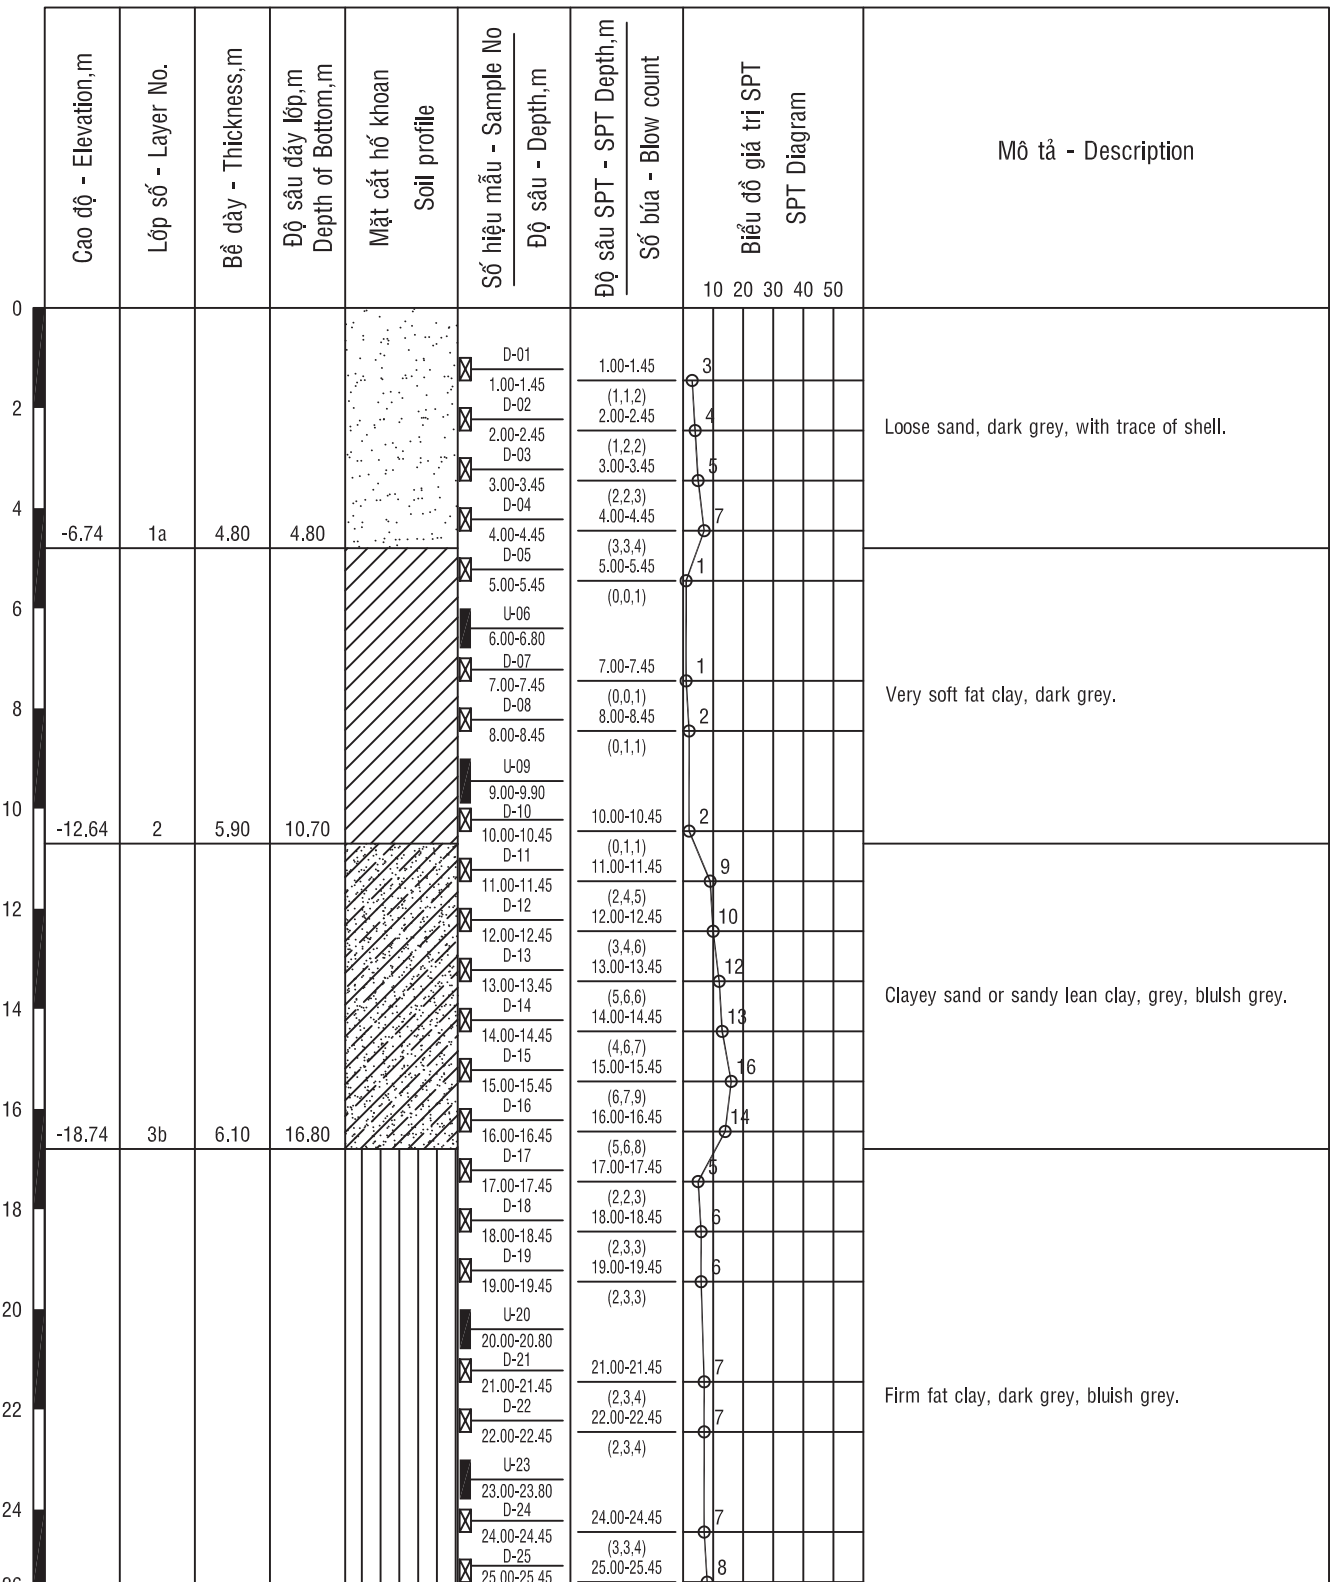 Cao độ - Elevation,m
Lớp số - Layer No.
Bề dày - Thickness,m
Độ sâu đáy lớp,m
Depth of Bottom,m
Mặt cắt hố khoan
Soil profile
Số hiệu mẫu - Sample No
Độ sâu - Depth,m
Độ sâu SPT - SPT Depth,m
Số búa - Blow count
Biểu đồ giá trị SPT
SPT Diagram
10 20 30 40 50
Mô tả - Description
0
D-01
1.00-1.45 3
1.00-1.45
(1,1,2)
2 D-02
2.00-2.45 4
2.00-2.45
(1,2,2)
Loose sand, dark grey, with trace of shell.
D-03
3.00-3.45 5
3.00-3.45
(2,2,3)
4 D-04
4.00-4.45 7
4.00-4.45
(3,3,4)
-6.74 1a 4.80 4.80
D-05
5.00-5.45 1
5.00-5.45
(0,0,1)
6 U-06
6.00-6.80
D-07
7.00-7.45 1
7.00-7.45
(0,0,1)
Very soft fat clay, dark grey.
8 D-08
8.00-8.45 2
8.00-8.45
(0,1,1)
U-09
9.00-9.90
10 D-10
10.00-10.45 2
10.00-10.45
(0,1,1)
-12.64 2 5.90 10.70
D-11
11.00-11.45 9
11.00-11.45
(2,4,5)
12 D-12
12.00-12.45 10
12.00-12.45
(3,4,6)
D-13
13.00-13.45 12
13.00-13.45
(5,6,6)
Clayey sand or sandy lean clay, grey, bluish grey.
14 D-14
14.00-14.45 13
14.00-14.45
(4,6,7)
D-15
15.00-15.45 16
15.00-15.45
(6,7,9)
16 D-16
16.00-16.45 14
16.00-16.45
(5,6,8)
-18.74 3b 6.10 16.80
D-17
17.00-17.45 5
17.00-17.45
(2,2,3)
18 D-18
18.00-18.45 6
18.00-18.45
(2,3,3)
D-19
19.00-19.45 6
19.00-19.45
(2,3,3)
20 U-20
20.00-20.80
D-21
21.00-21.45 7
21.00-21.45
(2,3,4)
Firm fat clay, dark grey, bluish grey.
22 D-22
22.00-22.45 7
22.00-22.45
(2,3,4)
U-23
23.00-23.80
24 D-24
24.00-24.45 7
24.00-24.45
(3,3,4)
D-25
25.00-25.45 8
25.00-25.45
26